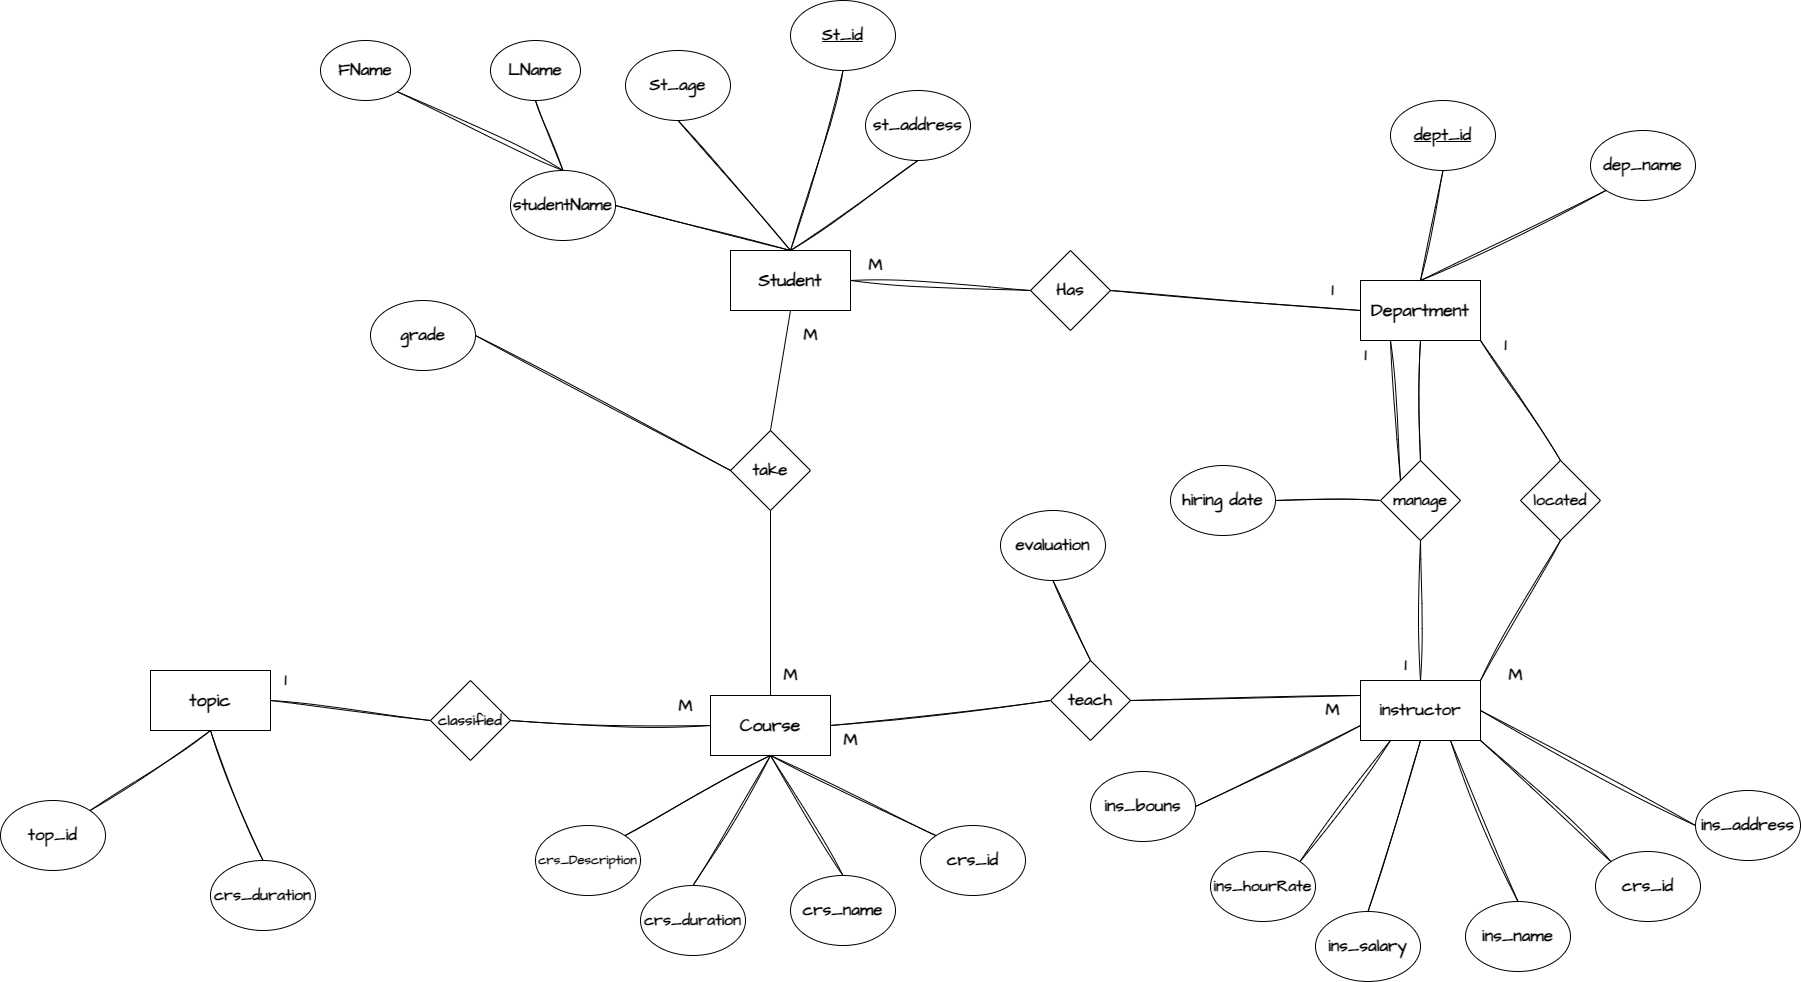 St_id
FName
LName
St_age
st_address
dept_id
dep_name
studentName
M
Student
Has
1
Department
grade
M
1
1
take
hiring date
manage
located
evaluation
topic
1
classified
M
M
Course
M
teach
M
1
M
instructor
top_id
crs_duration
crs_Description
crs_duration
crs_name
crs_id
ins_bouns
ins_hourRate
ins_salary
ins_name
crs_id
ins_address